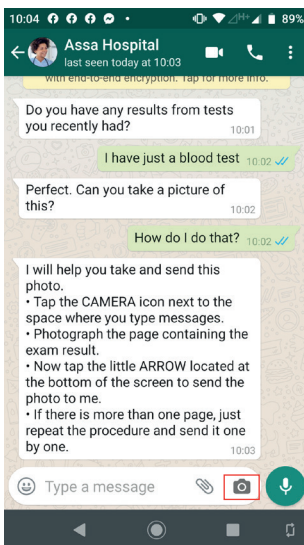 10:04 89%
Assa Hospital
last seen today at 10:03
with end-to-end encryption. Tap for more info.
Do you have any results from tests
you recently had?
10:01
I have just a blood test 10:02
Perfect. Can you take a picture of
this?
10:02
How do I do that? 10:02
I will help you take and send this
photo.
• Tap the CAMERA icon next to the
space where you type messages.
• Photograph the page containing the
exam result.
• Now tap the little ARROW located at
the bottom of the screen to send the
photo to me.
• If there is more than one page, just
repeat the procedure and send it one
by one.
10:03
Type a message